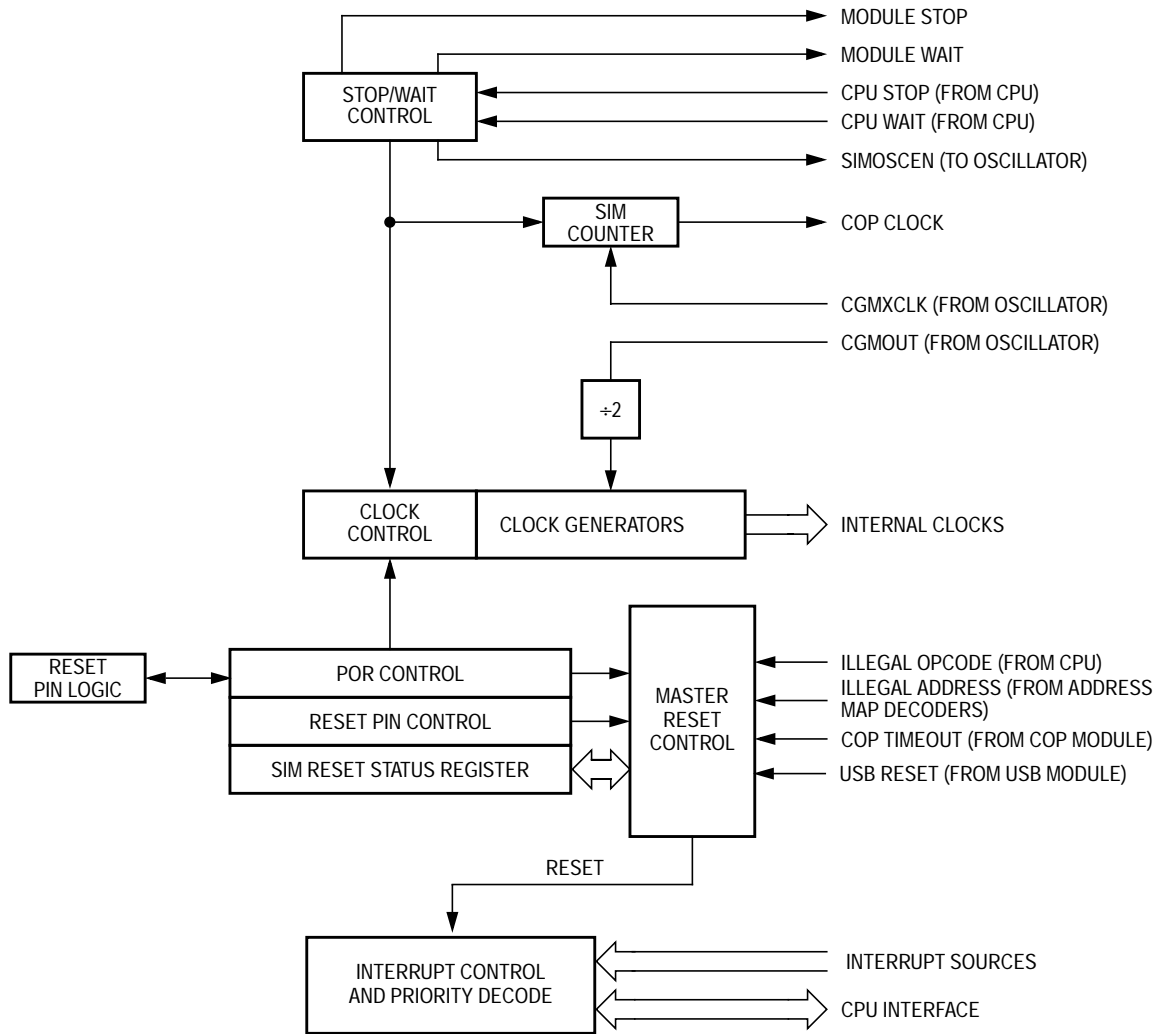 MODULE STOP
MODULE WAIT
STOP/WAIT
CONTROL
CPU STOP (FROM CPU)
CPU WAIT (FROM CPU)
SIMOSCEN (TO OSCILLATOR)
SIM
COUNTER
COP CLOCK
CGMXCLK (FROM OSCILLATOR)
CGMOUT (FROM OSCILLATOR)
÷2
CLOCK
CONTROL
CLOCK GENERATORS
INTERNAL CLOCKS
RESET
PIN LOGIC
POR CONTROL
RESET PIN CONTROL
SIM RESET STATUS REGISTER
MASTER
RESET
CONTROL
ILLEGAL OPCODE (FROM CPU)
ILLEGAL ADDRESS (FROM ADDRESS
MAP DECODERS)
COP TIMEOUT (FROM COP MODULE)
USB RESET (FROM USB MODULE)
RESET
INTERRUPT CONTROL
AND PRIORITY DECODE
INTERRUPT SOURCES
CPU INTERFACE